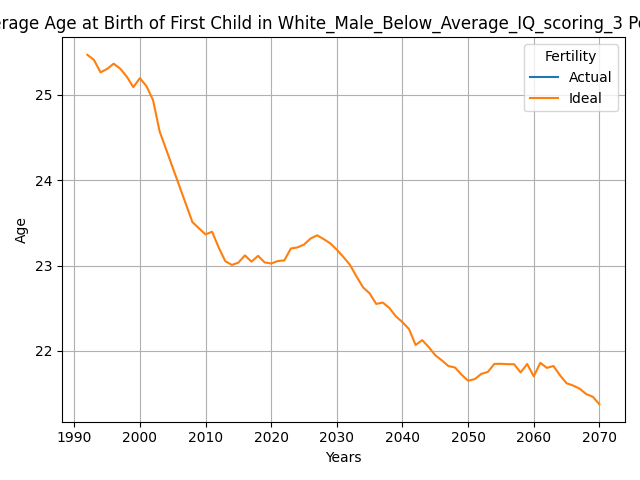 erage Age at Birth of First Child in White_Male_Below_Average_IQ_scoring_3 Po
Fertility
Actual
Ideal
25
24
23
22
Age
1990 2000 2010 2020 2030 2040 2050 2060 2070
Years